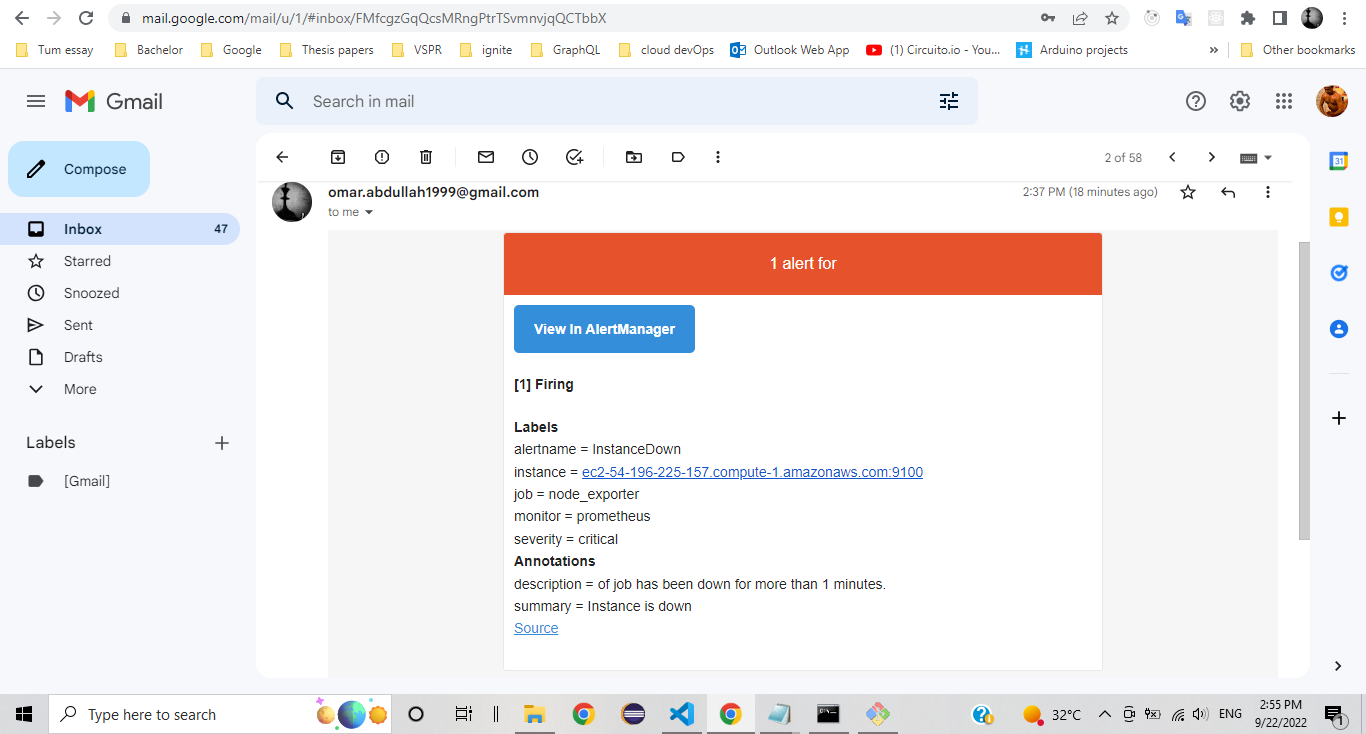 mail.google.com/mail/u/1/#inbox/FMfcgzGqQcsMRngPtrTSvmnvjqQCTbbX
Tum essay
Bachelor
Google
Thesis papers
VSPR
ignite
GraphQL
cloud devOps
Outlook Web App
(1) Circuito.io - You...
Arduino projects
»
Other bookmarks
Gmail
Search in mail
Compose
2 of 58
omar.abdullah1999@gmail.com
2:37 PM (18 minutes ago)
to me
Inbox
47
Starred
Snoozed
Sent
Drafts
More
Labels
[Gmail]
1 alert for
View In AlertManager
[1] Firing
Labels
alertname = InstanceDown
instance = ec2-54-196-225-157.compute-1.amazonaws.com:9100
job = node_exporter
monitor = prometheus
severity = critical
Annotations
description = of job has been down for more than 1 minutes.
summary = Instance is down
Source
31
Type here to search
32°C
ENG
2:55 PM
9/22/2022
1